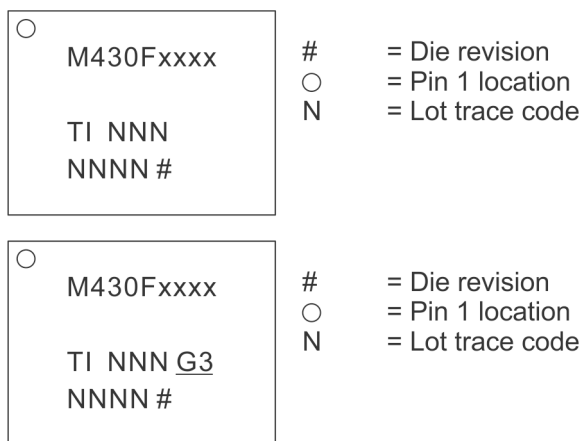 M430Fxxxx
TI NNN
NNNN #
# = Die revision
○ = Pin 1 location
N = Lot trace code
M430Fxxxx
TI NNN G3
NNNN #
# = Die revision
○ = Pin 1 location
N = Lot trace code